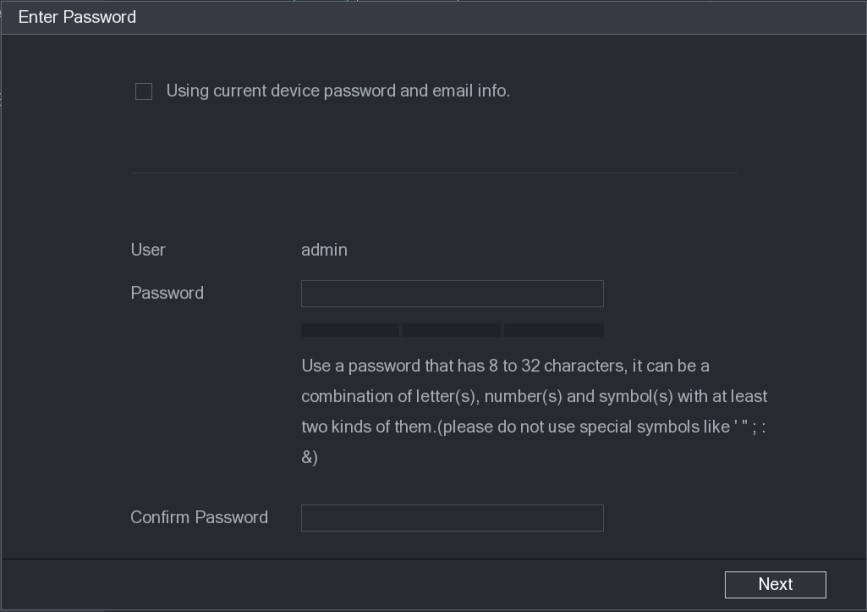 Enter Password
Using current device password and email info.
User admin
Password
Use a password that has 8 to 32 characters, it can be a
combination of letter(s), number(s) and symbol(s) with at least
two kinds of them.(please do not use special symbols like ' " ; :
&)
Confirm Password
Next